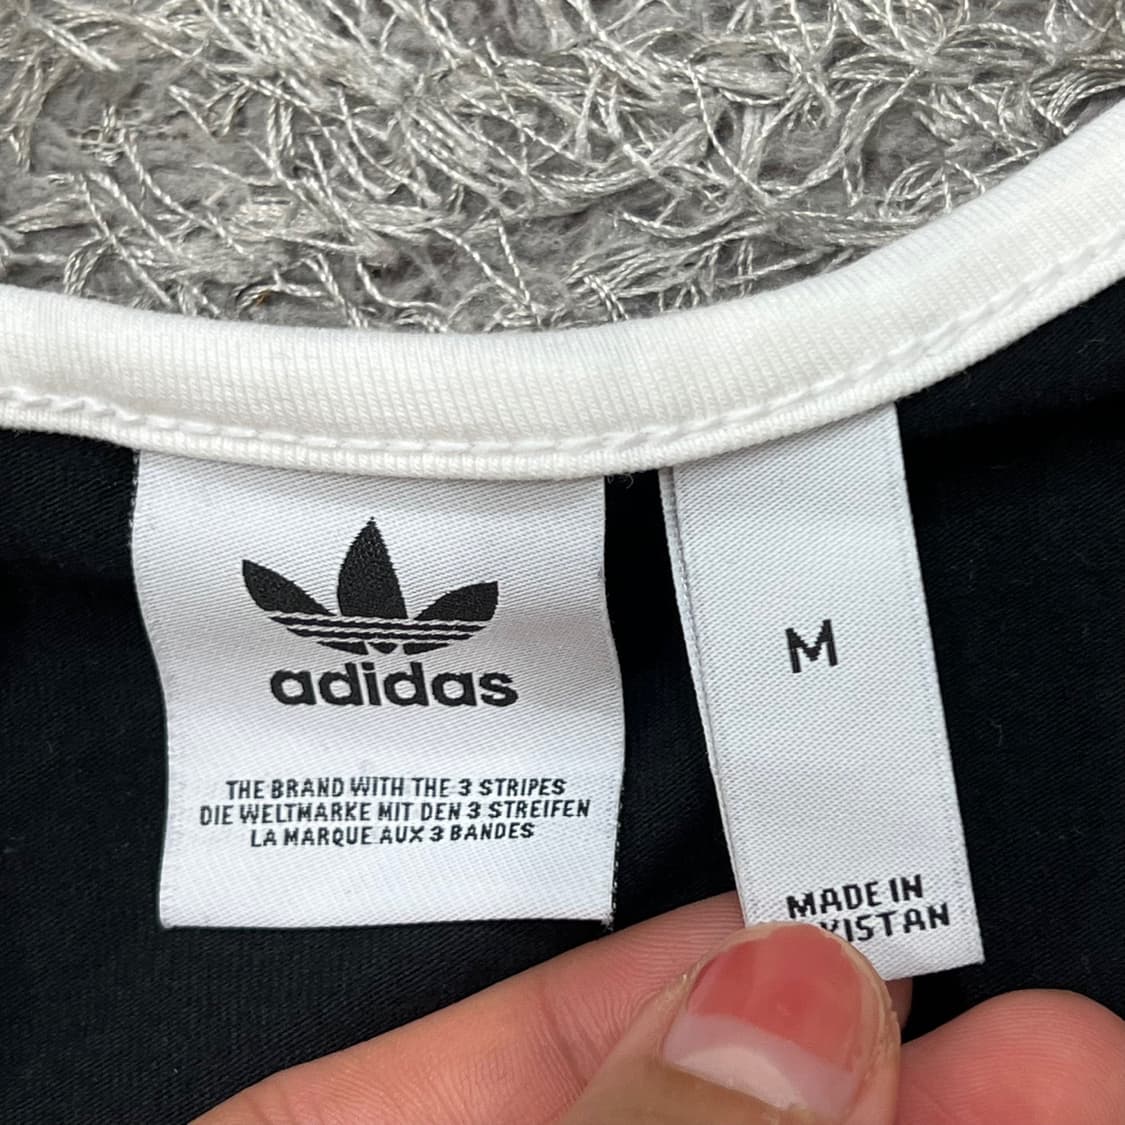 adidas
THE BRAND WITH THE 3 STRIPES
DIE WELTMARKE MIT DEN 3 STREIFEN
LA MARQUE AUX 3 BANDES
M
MADE IN